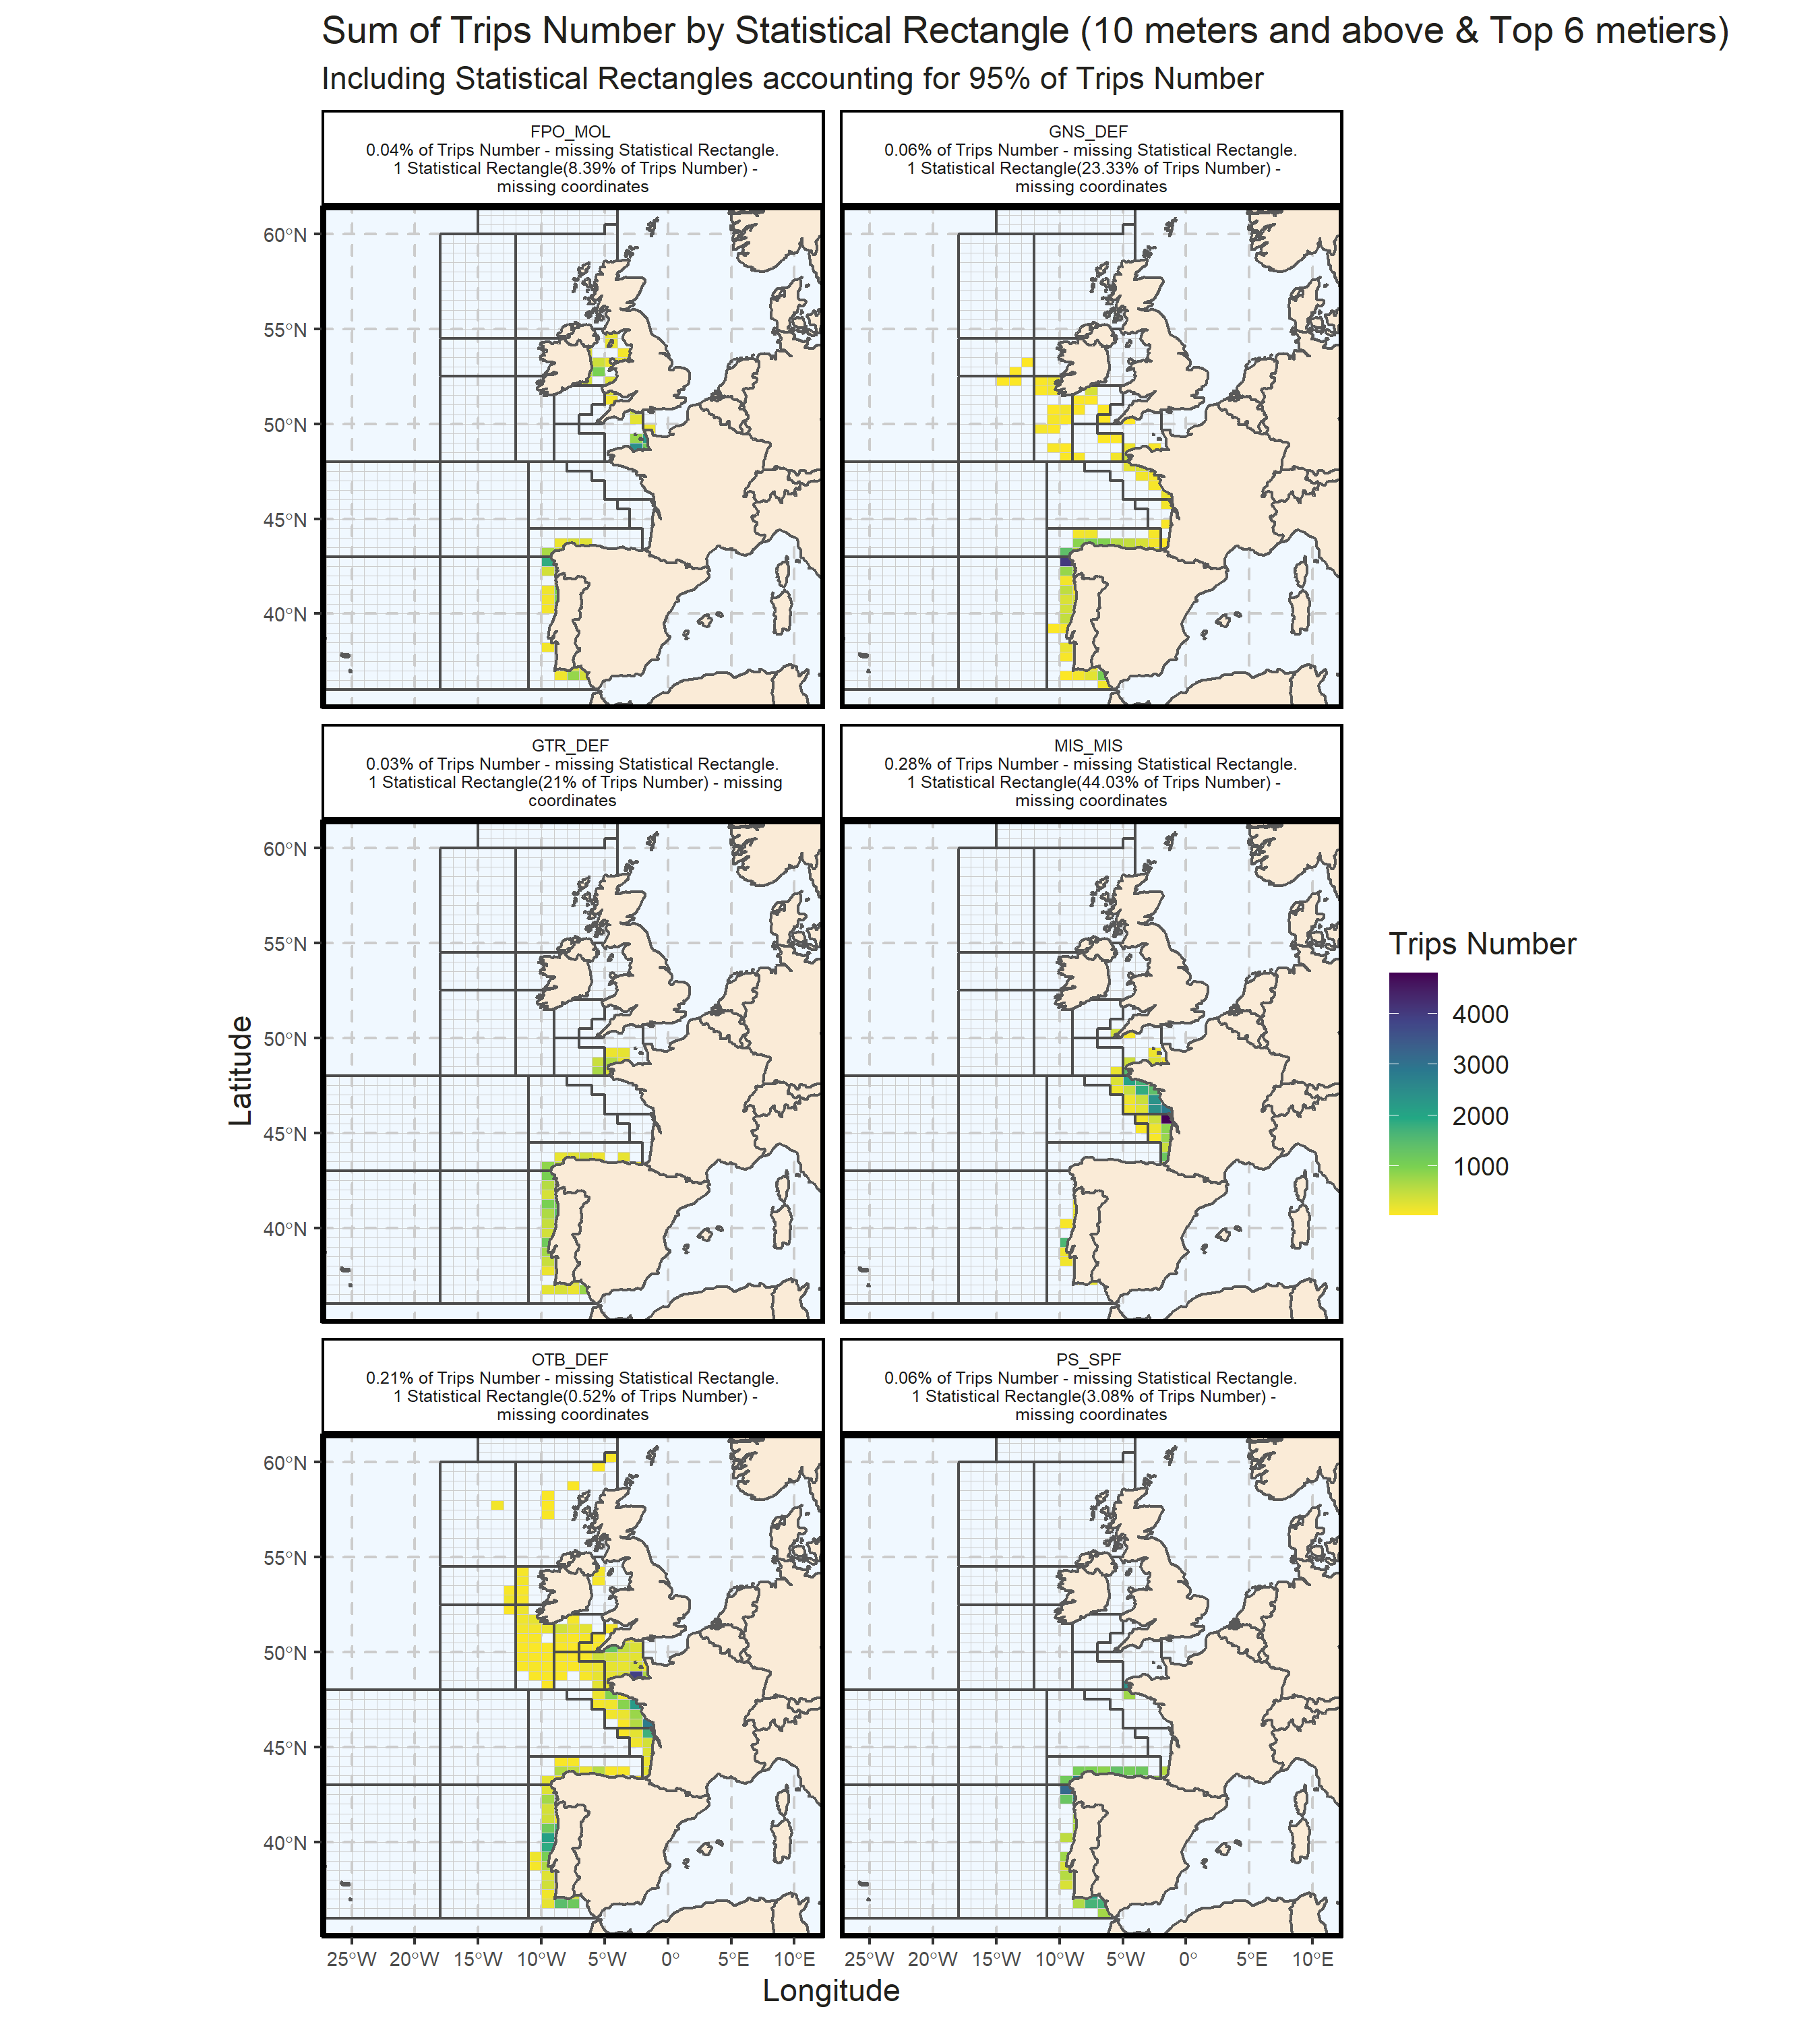 Sum of Trips Number by Statistical Rectangle (10 meters and above & Top 6 metiers)
Including Statistical Rectangles accounting for 95% of Trips Number
FPO_MOL
0.04% of Trips Number - missing Statistical Rectangle.
1 Statistical Rectangle(8.39% of Trips Number) -
missing coordinates
GNS_DEF
0.06% of Trips Number - missing Statistical Rectangle.
1 Statistical Rectangle(23.33% of Trips Number) -
missing coordinates
60°N
55°N
50°N
45°N
40°N
GTR_DEF
0.03% of Trips Number - missing Statistical Rectangle.
1 Statistical Rectangle(21% of Trips Number) - missing
coordinates
MIS_MIS
0.28% of Trips Number - missing Statistical Rectangle.
1 Statistical Rectangle(44.03% of Trips Number) -
missing coordinates
60°N
55°N
50°N
45°N
40°N
Latitude
Trips Number
4000
3000
2000
1000
OTB_DEF
0.21% of Trips Number - missing Statistical Rectangle.
1 Statistical Rectangle(0.52% of Trips Number) -
missing coordinates
PS_SPF
0.06% of Trips Number - missing Statistical Rectangle.
1 Statistical Rectangle(3.08% of Trips Number) -
missing coordinates
60°N
55°N
50°N
45°N
40°N
25°W 20°W 15°W 10°W 5°W 0° 5°E 10°E
25°W 20°W 15°W 10°W 5°W 0° 5°E 10°E
Longitude